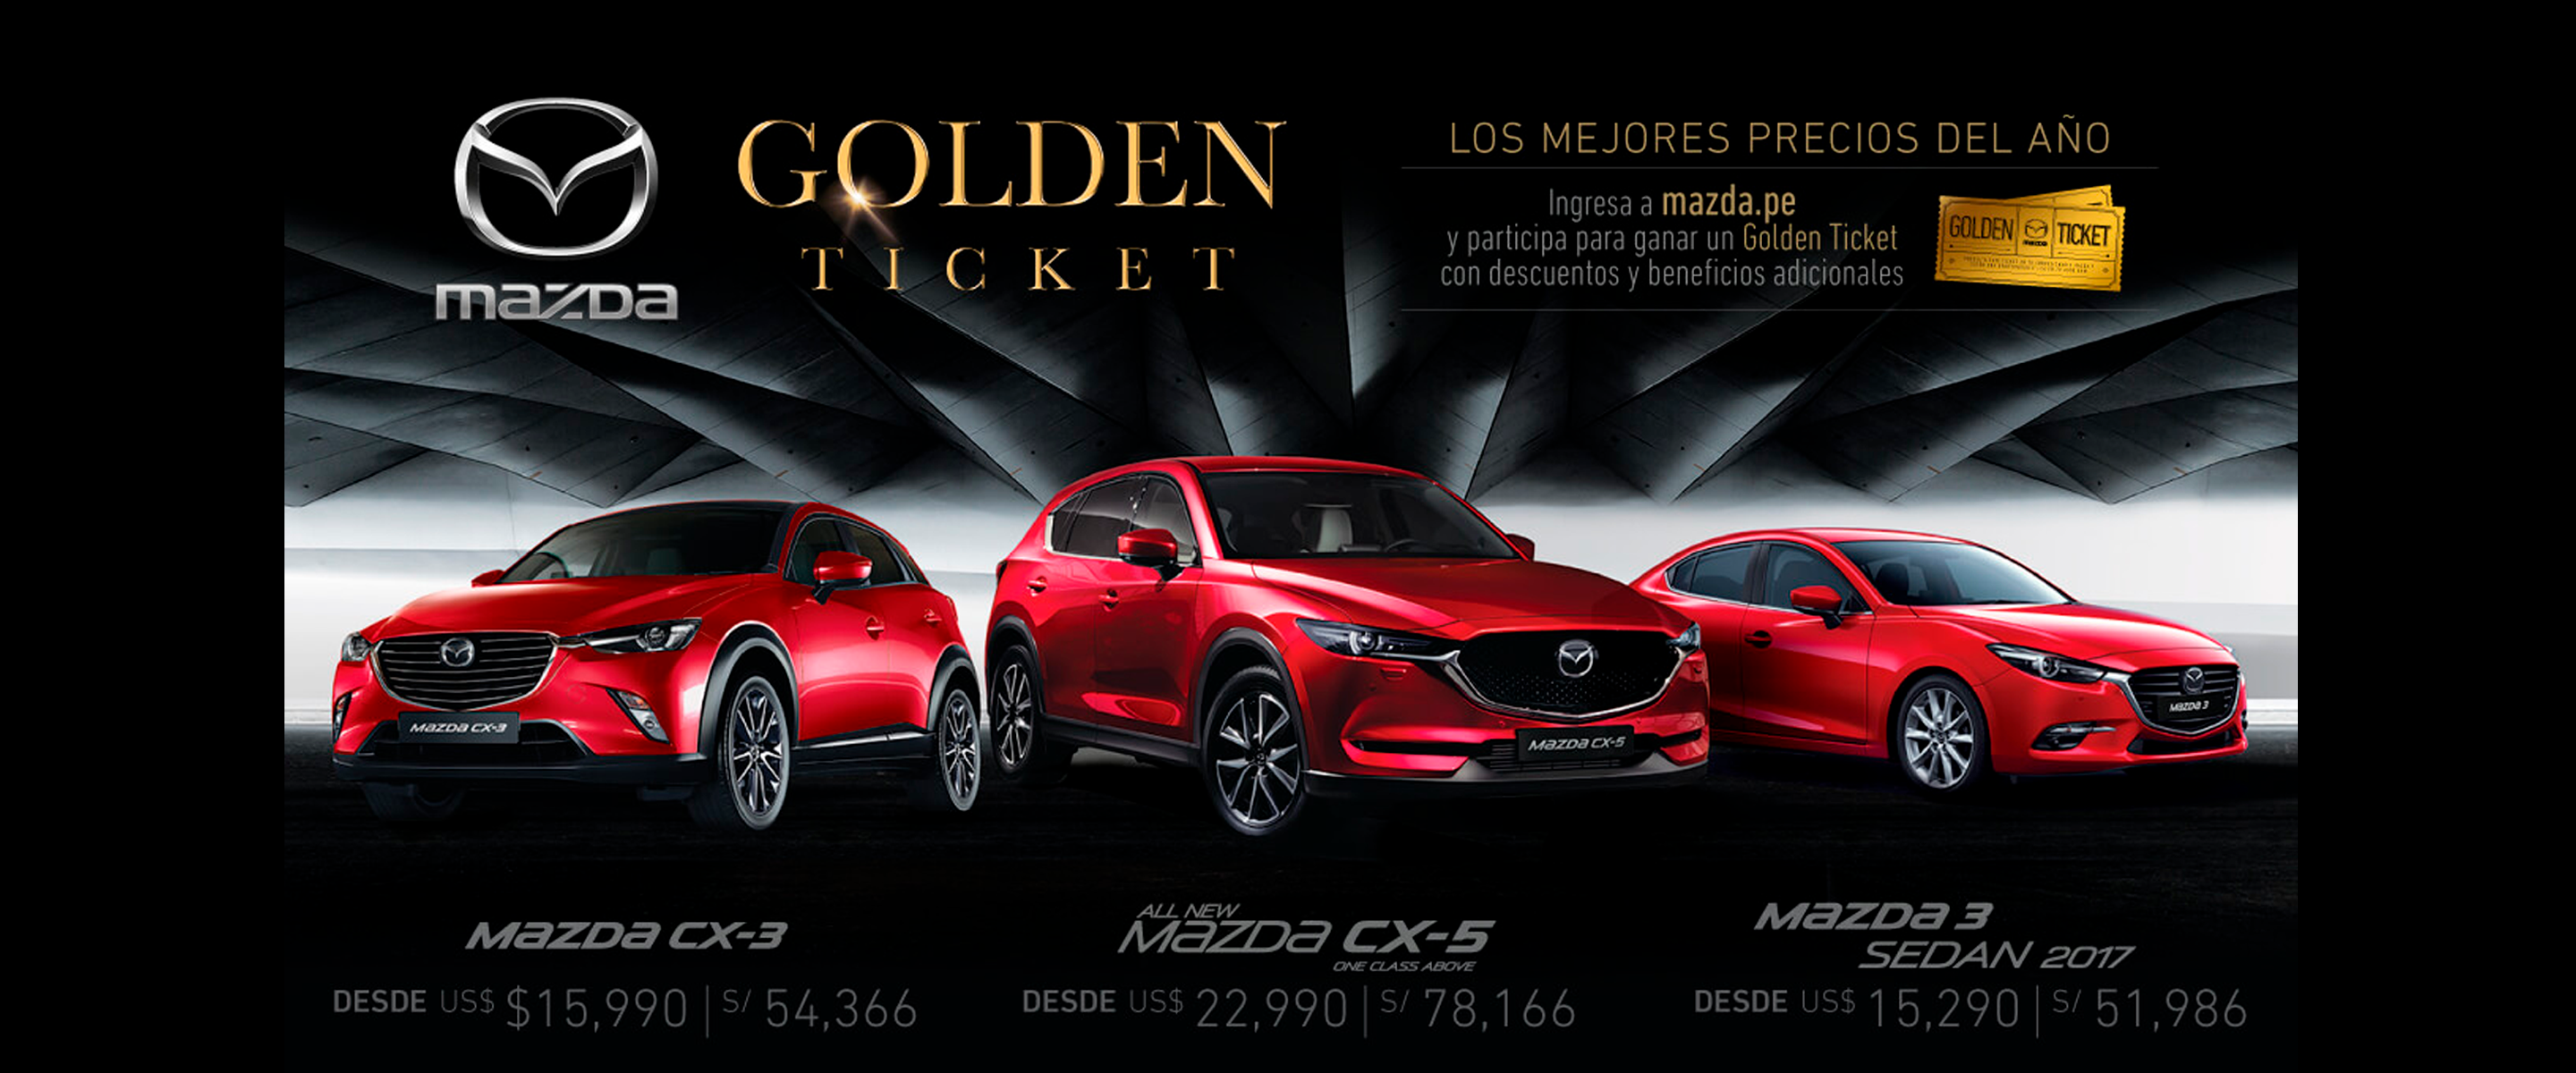 mazda
GOLDEN
TICKET
LOS MEJORES PRECIOS DEL AÑO
Ingresa a mazda.pe
y participa para ganar un Golden Ticket
con descuentos y beneficios adicionales
GOLDEN mazda TICKET
mazda CX-3
mazda CX-5
mazda 3
mazda CX-3
DESDE US$ $15,990 | S/ 54,366
ALL NEW
mazda CX-5
ONE CLASS ABOVE
DESDE US$ 22,990 | S/ 78,166
mazda 3
SEDAN 2017
DESDE US$ 15,290 | S/ 51,986